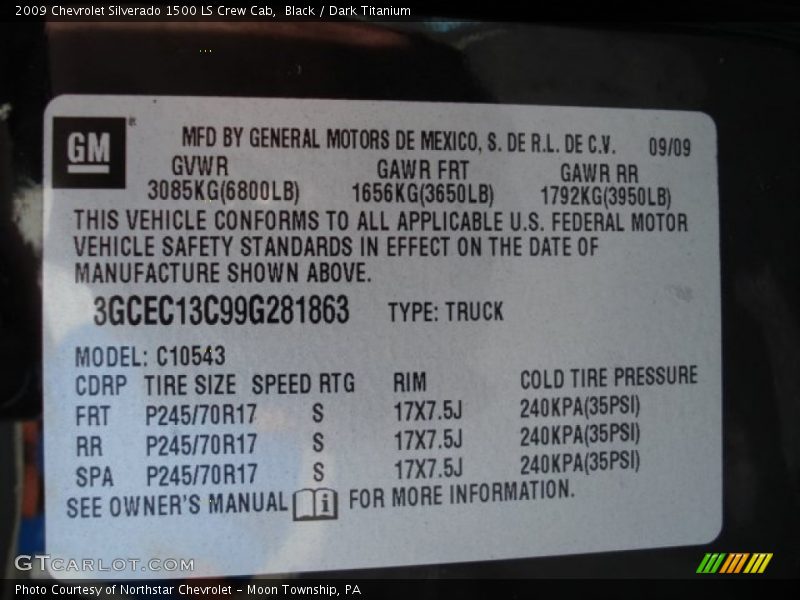 2009 Chevrolet Silverado 1500 LS Crew Cab, Black / Dark Titanium
GM ® MFD BY GENERAL MOTORS DE MEXICO, S. DE R.L. DE C.V. 09/09
GVWR GAWR FRT GAWR RR
3085KG(6800LB) 1656KG(3650LB) 1792KG(3950LB)
THIS VEHICLE CONFORMS TO ALL APPLICABLE U.S. FEDERAL MOTOR
VEHICLE SAFETY STANDARDS IN EFFECT ON THE DATE OF
MANUFACTURE SHOWN ABOVE.
3GCEC13C99G281863 TYPE: TRUCK
MODEL: C10543
CDRP TIRE SIZE SPEED RTG RIM COLD TIRE PRESSURE
FRT P245/70R17 S 17X7.5J 240KPA(35PSI)
RR P245/70R17 S 17X7.5J 240KPA(35PSI)
SPA P245/70R17 S 17X7.5J 240KPA(35PSI)
SEE OWNER'S MANUAL i FOR MORE INFORMATION.
GTCARLOT.COM
Photo Courtesy of Northstar Chevrolet - Moon Township, PA